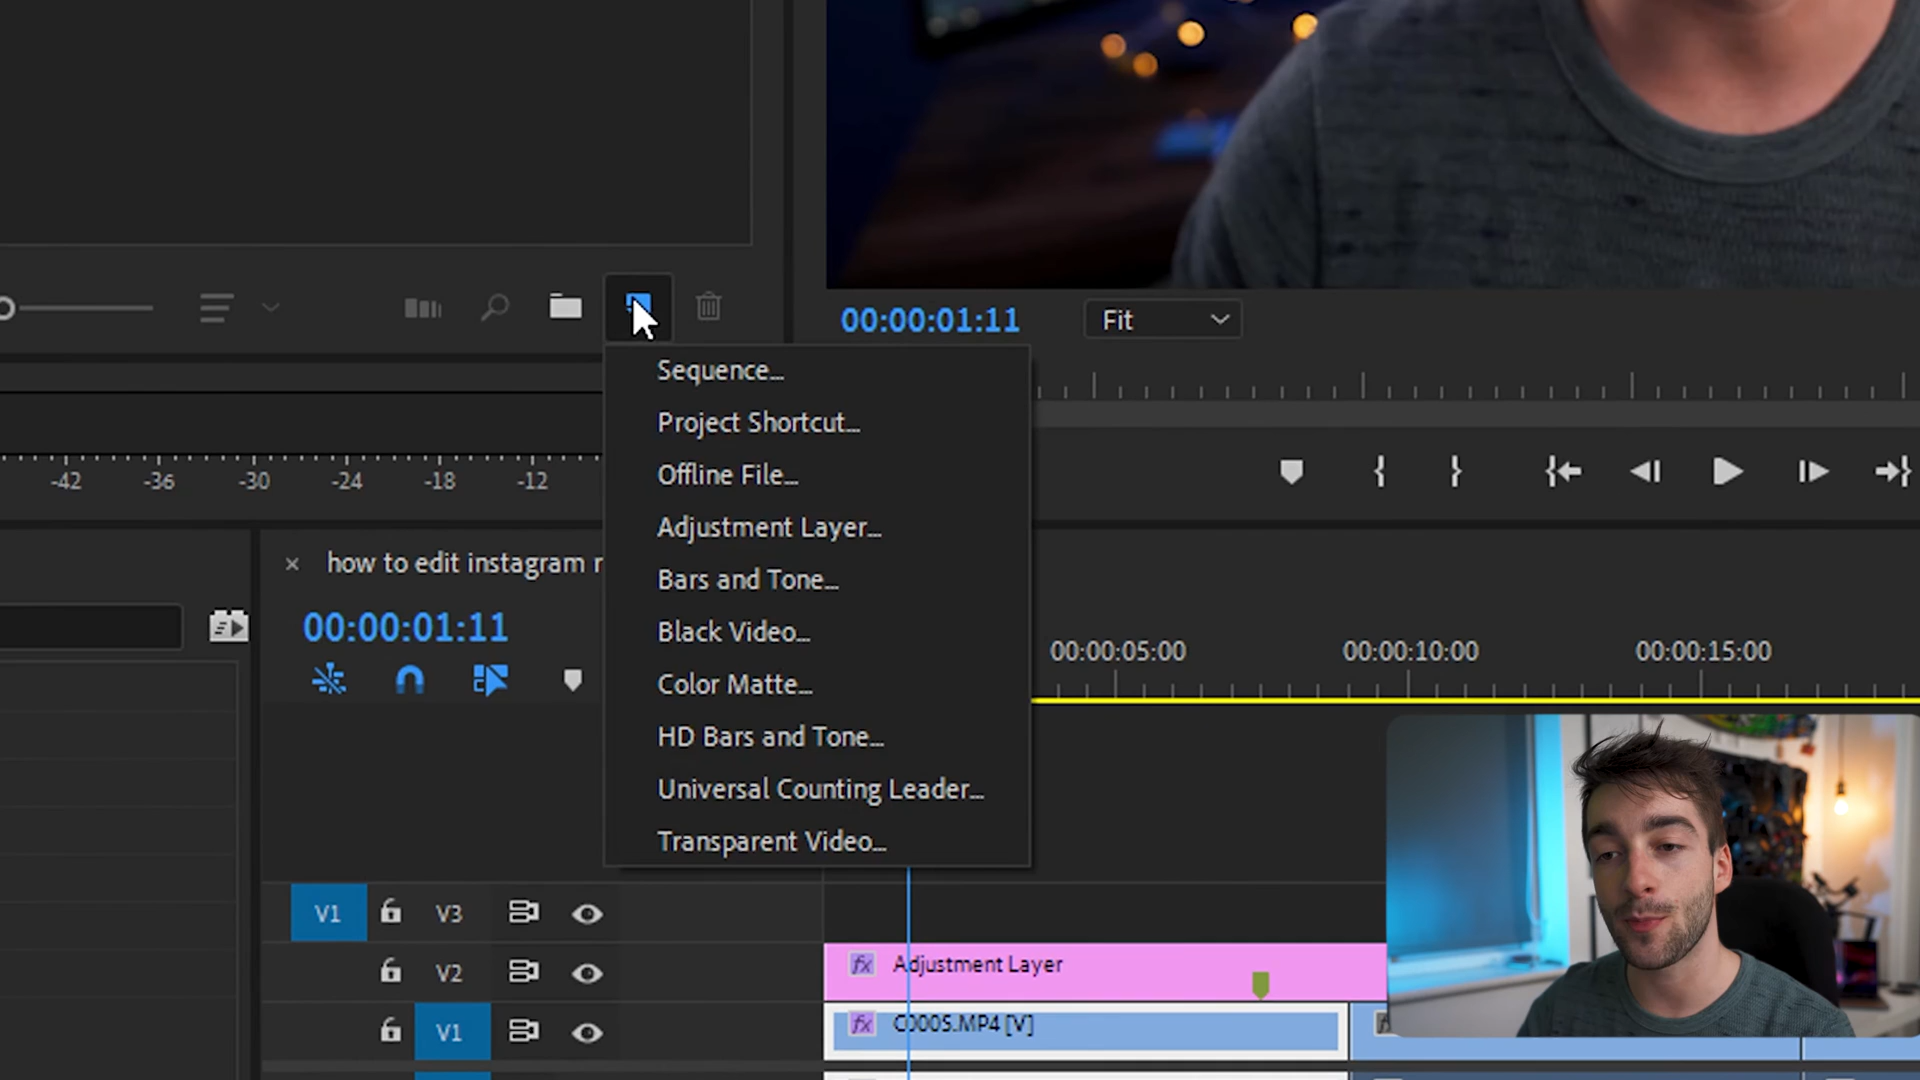 00:00:01:11
Fit
Sequence...
Project Shortcut...
Offline File...
Adjustment Layer...
Bars and Tone...
Black Video...
Color Matte...
HD Bars and Tone...
Universal Counting Leader...
Transparent Video...
-42 -36 -30 -24 -18 -12
× how to edit instagram r
00:00:01:11
00:00:05:00 00:00:10:00 00:00:15:00
V1 V3
V2
fx Adjustment Layer
V1
fx C0005.MP4 [V]